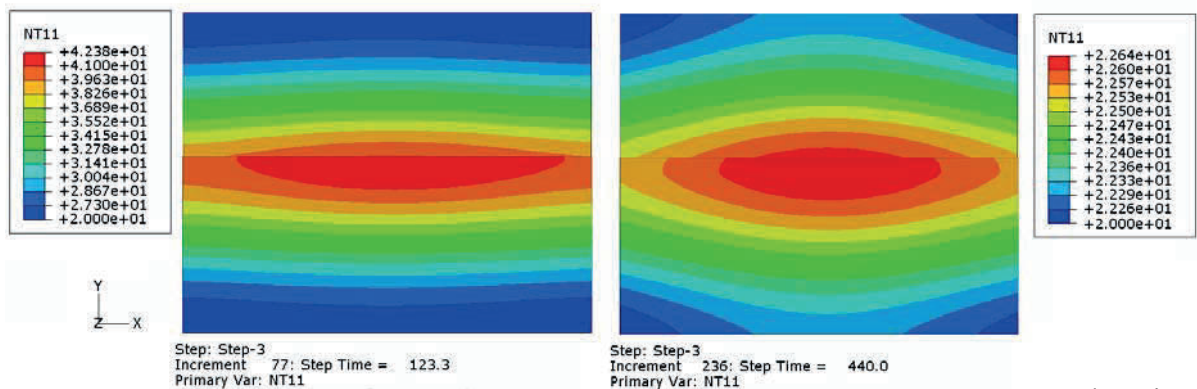 NT11
+4.238e+01
+4.100e+01
+3.963e+01
+3.826e+01
+3.689e+01
+3.552e+01
+3.415e+01
+3.278e+01
+3.141e+01
+3.004e+01
+2.867e+01
+2.730e+01
+2.000e+01
Y
Z X
Step: Step-3
Increment 77: Step Time = 123.3
Primary Var: NT11
NT11
+2.264e+01
+2.260e+01
+2.257e+01
+2.253e+01
+2.250e+01
+2.247e+01
+2.243e+01
+2.240e+01
+2.236e+01
+2.233e+01
+2.229e+01
+2.226e+01
+2.000e+01
Step: Step-3
Increment 236: Step Time = 440.0
Primary Var: NT11